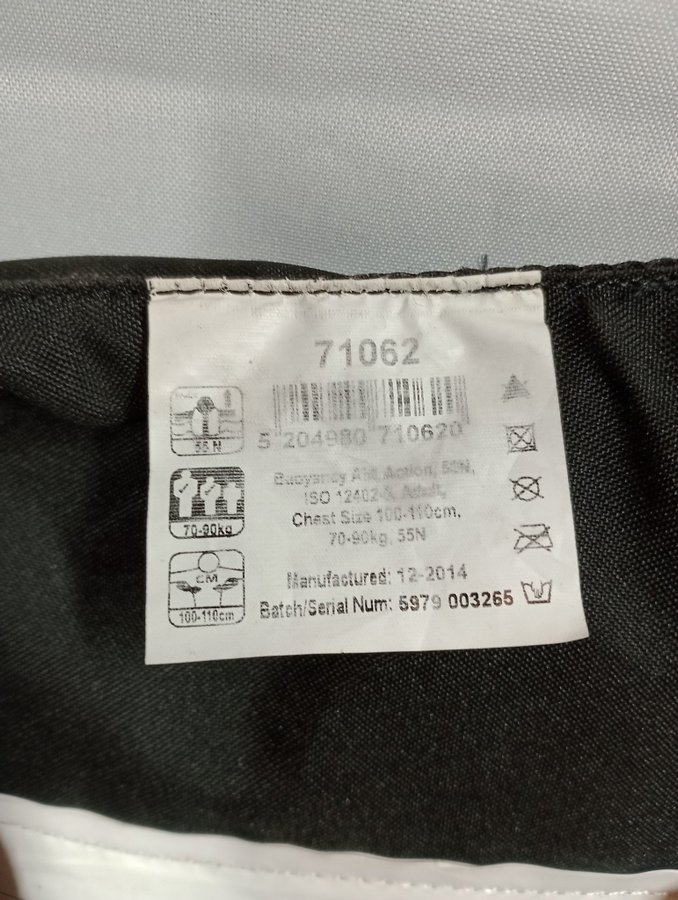 71062
5 204980 710620
55 N
Buoyancy Aid Action, 50N,
ISO 12402-5, Adult,
Chest Size 100-110cm,
70-90kg, 55N
70-90kg
CM
100-110cm
Manufactured: 12-2014
Batch/Serial Num: 5979 003265